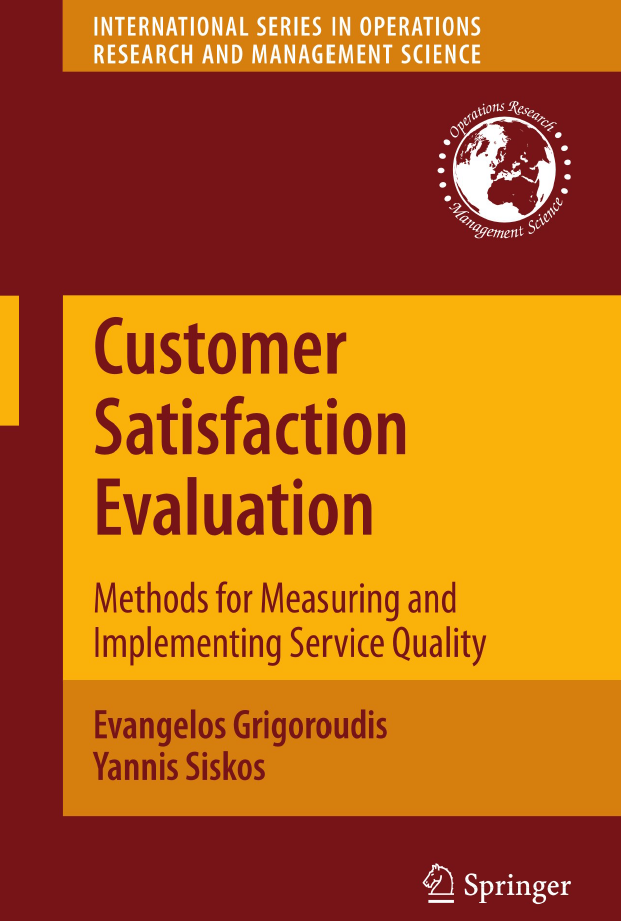 INTERNATIONAL SERIES IN OPERATIONS
RESEARCH AND MANAGEMENT SCIENCE
Operations Research
Management Science
Customer
Satisfaction
Evaluation
Methods for Measuring and
Implementing Service Quality
Evangelos Grigoroudis
Yannis Siskos
Springer